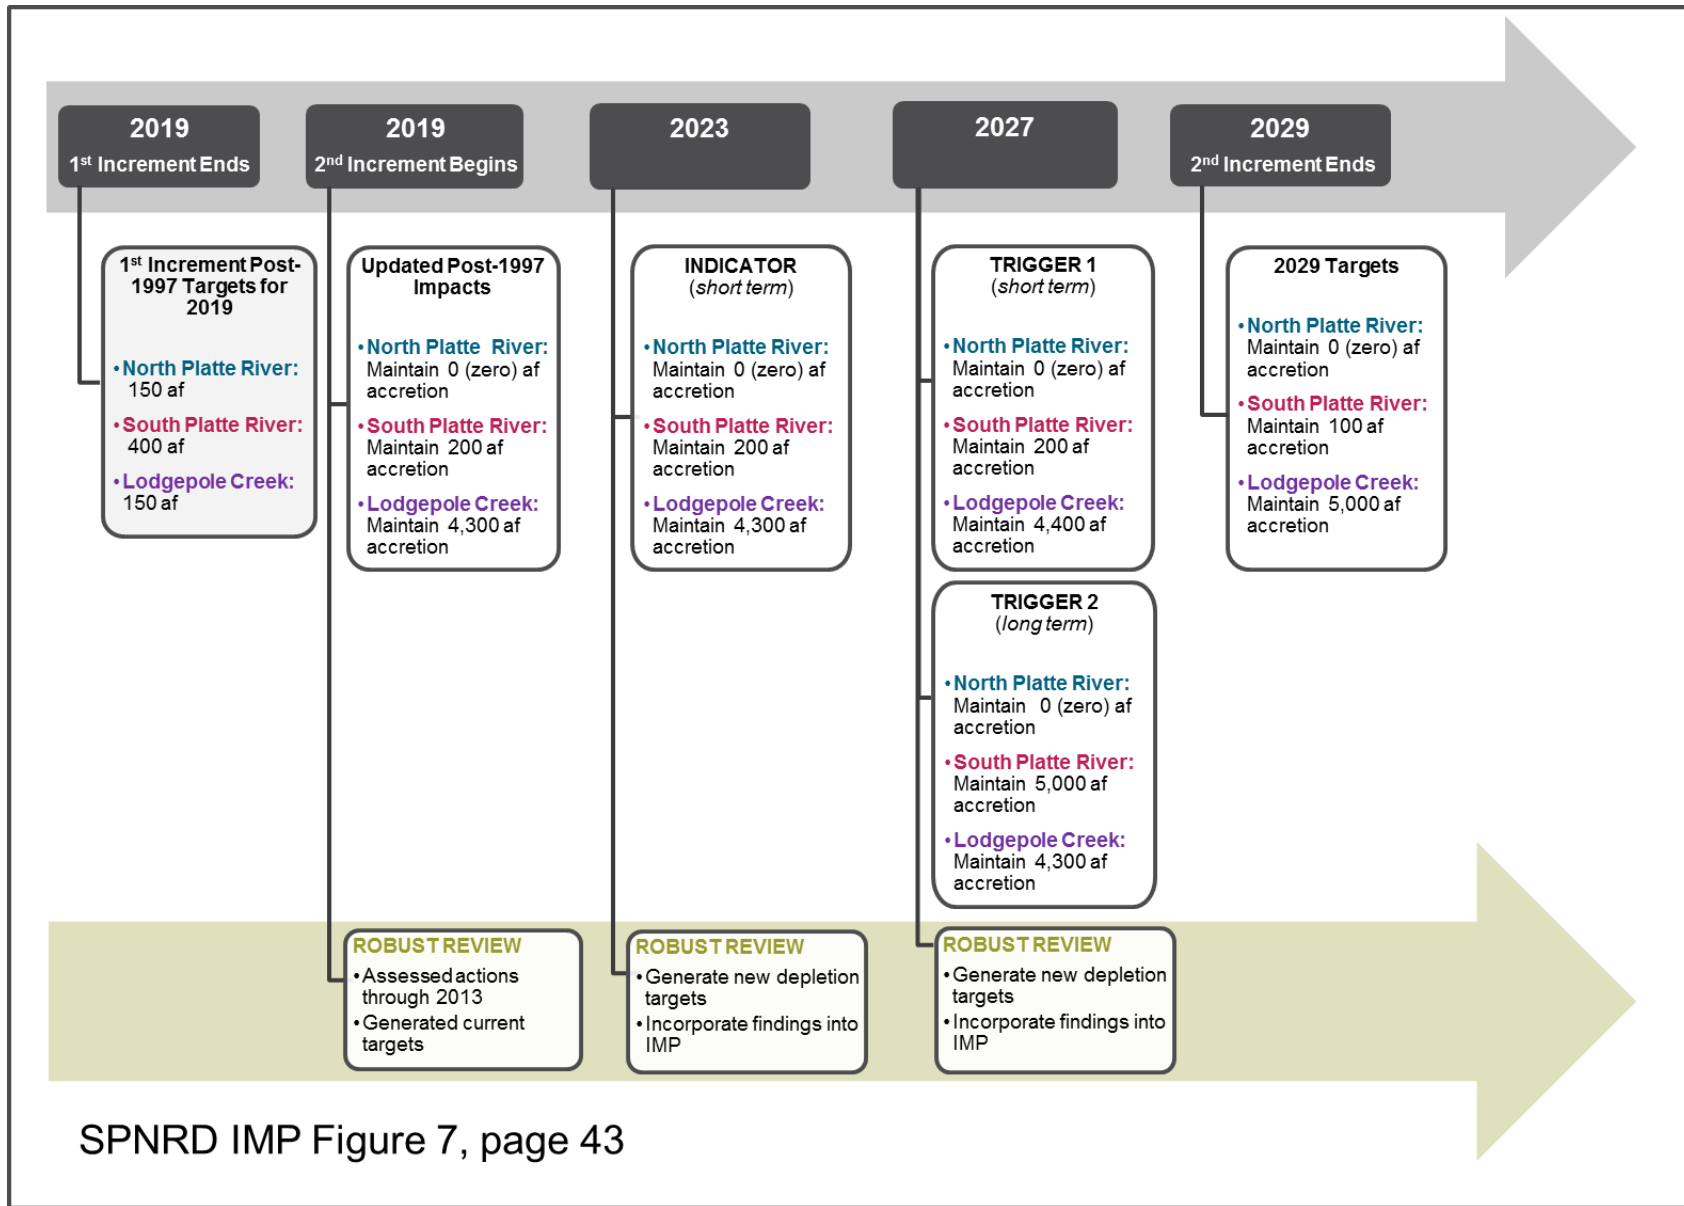 2019
1st Increment Ends
2019
2nd Increment Begins
2023
2027
2029
2nd Increment Ends
1st Increment Post-
1997 Targets for
2019
•North Platte River:
150 af
•South Platte River:
400 af
•Lodgepole Creek:
150 af
Updated Post-1997
Impacts
•North Platte River:
Maintain 0 (zero) af
accretion
•South Platte River:
Maintain 200 af
accretion
•Lodgepole Creek:
Maintain 4,300 af
accretion
INDICATOR
(short term)
•North Platte River:
Maintain 0 (zero) af
accretion
•South Platte River:
Maintain 200 af
accretion
•Lodgepole Creek:
Maintain 4,300 af
accretion
TRIGGER 1
(short term)
•North Platte River:
Maintain 0 (zero) af
accretion
•South Platte River:
Maintain 200 af
accretion
•Lodgepole Creek:
Maintain 4,400 af
accretion
TRIGGER 2
(long term)
•North Platte River:
Maintain 0 (zero) af
accretion
•South Platte River:
Maintain 5,000 af
accretion
•Lodgepole Creek:
Maintain 4,300 af
accretion
2029 Targets
•North Platte River:
Maintain 0 (zero) af
accretion
•South Platte River:
Maintain 100 af
accretion
•Lodgepole Creek:
Maintain 5,000 af
accretion
ROBUST REVIEW
•Assessed actions
through 2013
•Generated current
targets
ROBUST REVIEW
•Generate new depletion
targets
•Incorporate findings into
IMP
ROBUST REVIEW
•Generate new depletion
targets
•Incorporate findings into
IMP
SPNRD IMP Figure 7, page 43